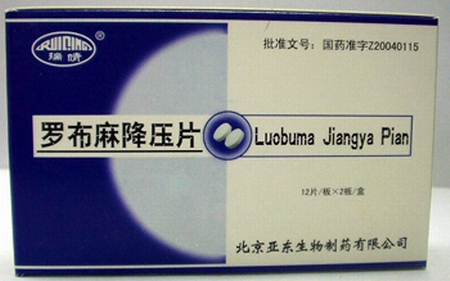 RUIQING
瑞晴
批准文号：国药准字Z20040115
罗布麻降压片 Luobuma Jiangya Pian
12片/板×2板/盒
北京亚东生物制药有限公司